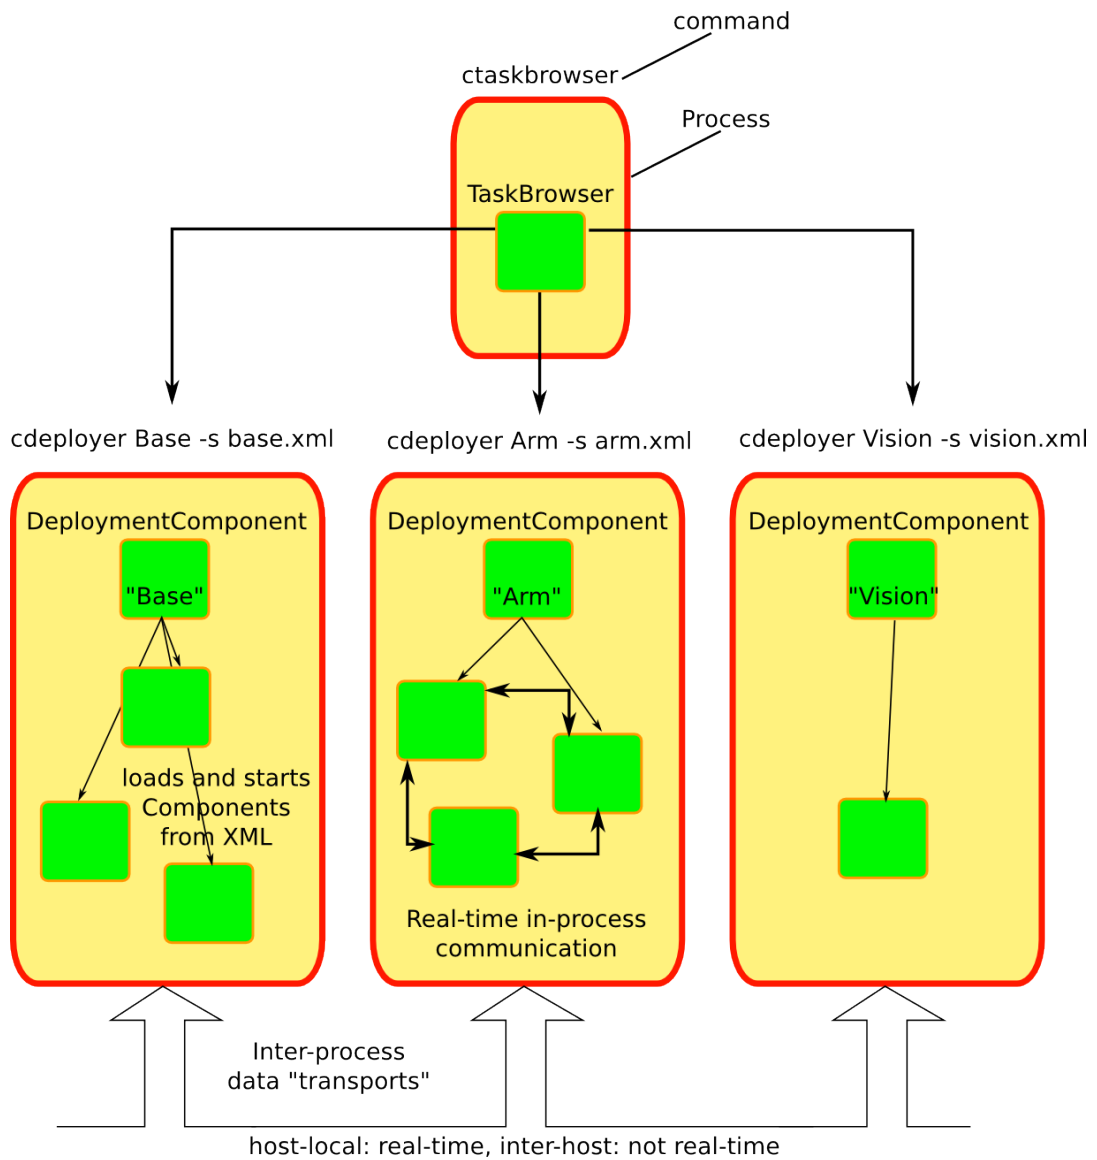 command
ctaskbrowser
Process
TaskBrowser
cdeployer Base -s base.xml
cdeployer Arm -s arm.xml
cdeployer Vision -s vision.xml
DeploymentComponent
"Base"
loads and starts
Components
from XML
DeploymentComponent
"Arm"
Real-time in-process
communication
DeploymentComponent
"Vision"
Inter-process
data "transports"
host-local: real-time, inter-host: not real-time